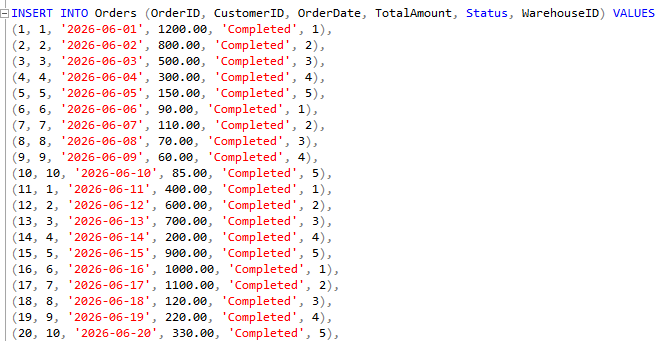 INSERT INTO Orders (OrderID, CustomerID, OrderDate, TotalAmount, Status, WarehouseID) VALUES
(1, 1, '2026-06-01', 1200.00, 'Completed', 1),
(2, 2, '2026-06-02', 800.00, 'Completed', 2),
(3, 3, '2026-06-03', 500.00, 'Completed', 3),
(4, 4, '2026-06-04', 300.00, 'Completed', 4),
(5, 5, '2026-06-05', 150.00, 'Completed', 5),
(6, 6, '2026-06-06', 90.00, 'Completed', 1),
(7, 7, '2026-06-07', 110.00, 'Completed', 2),
(8, 8, '2026-06-08', 70.00, 'Completed', 3),
(9, 9, '2026-06-09', 60.00, 'Completed', 4),
(10, 10, '2026-06-10', 85.00, 'Completed', 5),
(11, 1, '2026-06-11', 400.00, 'Completed', 1),
(12, 2, '2026-06-12', 600.00, 'Completed', 2),
(13, 3, '2026-06-13', 700.00, 'Completed', 3),
(14, 4, '2026-06-14', 200.00, 'Completed', 4),
(15, 5, '2026-06-15', 900.00, 'Completed', 5),
(16, 6, '2026-06-16', 1000.00, 'Completed', 1),
(17, 7, '2026-06-17', 1100.00, 'Completed', 2),
(18, 8, '2026-06-18', 120.00, 'Completed', 3),
(19, 9, '2026-06-19', 220.00, 'Completed', 4),
(20, 10, '2026-06-20', 330.00, 'Completed', 5),